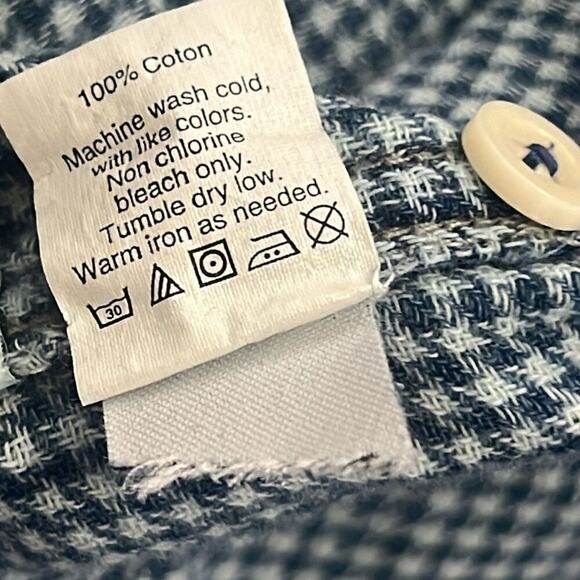 100% Coton
Machine wash cold,
with like colors.
Non chlorine
bleach only.
Tumble dry low.
Warm iron as needed.
30